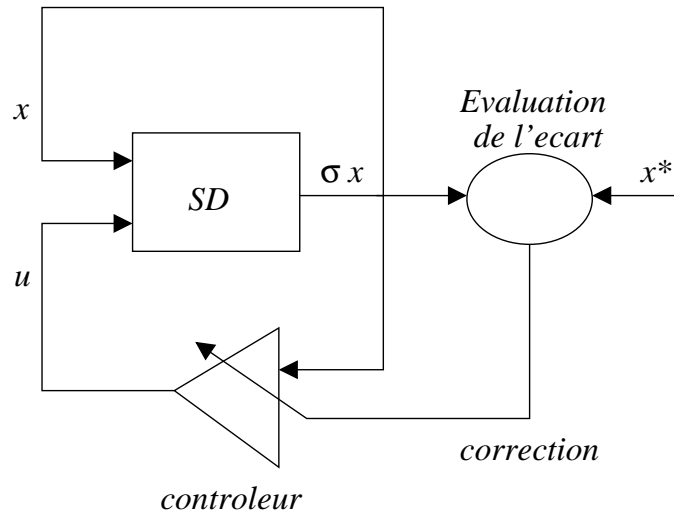 x
Evaluation
de l'ecart
SD
σ x
x*
u
correction
controleur